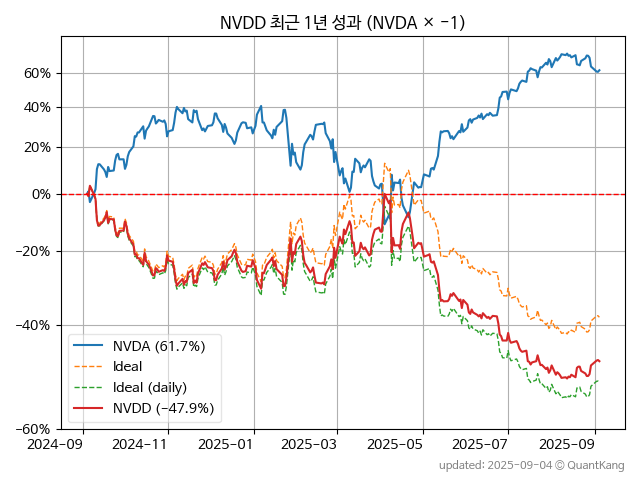 NVDD 최근 1년 성과 (NVDA × −1)
60%
40%
20%
0%
−20%
−40%
−60%
NVDA (61.7%)
Ideal
Ideal (daily)
NVDD (−47.9%)
2024-09 2024-11 2025-01 2025-03 2025-05 2025-07 2025-09
updated: 2025-09-04 © QuantKang